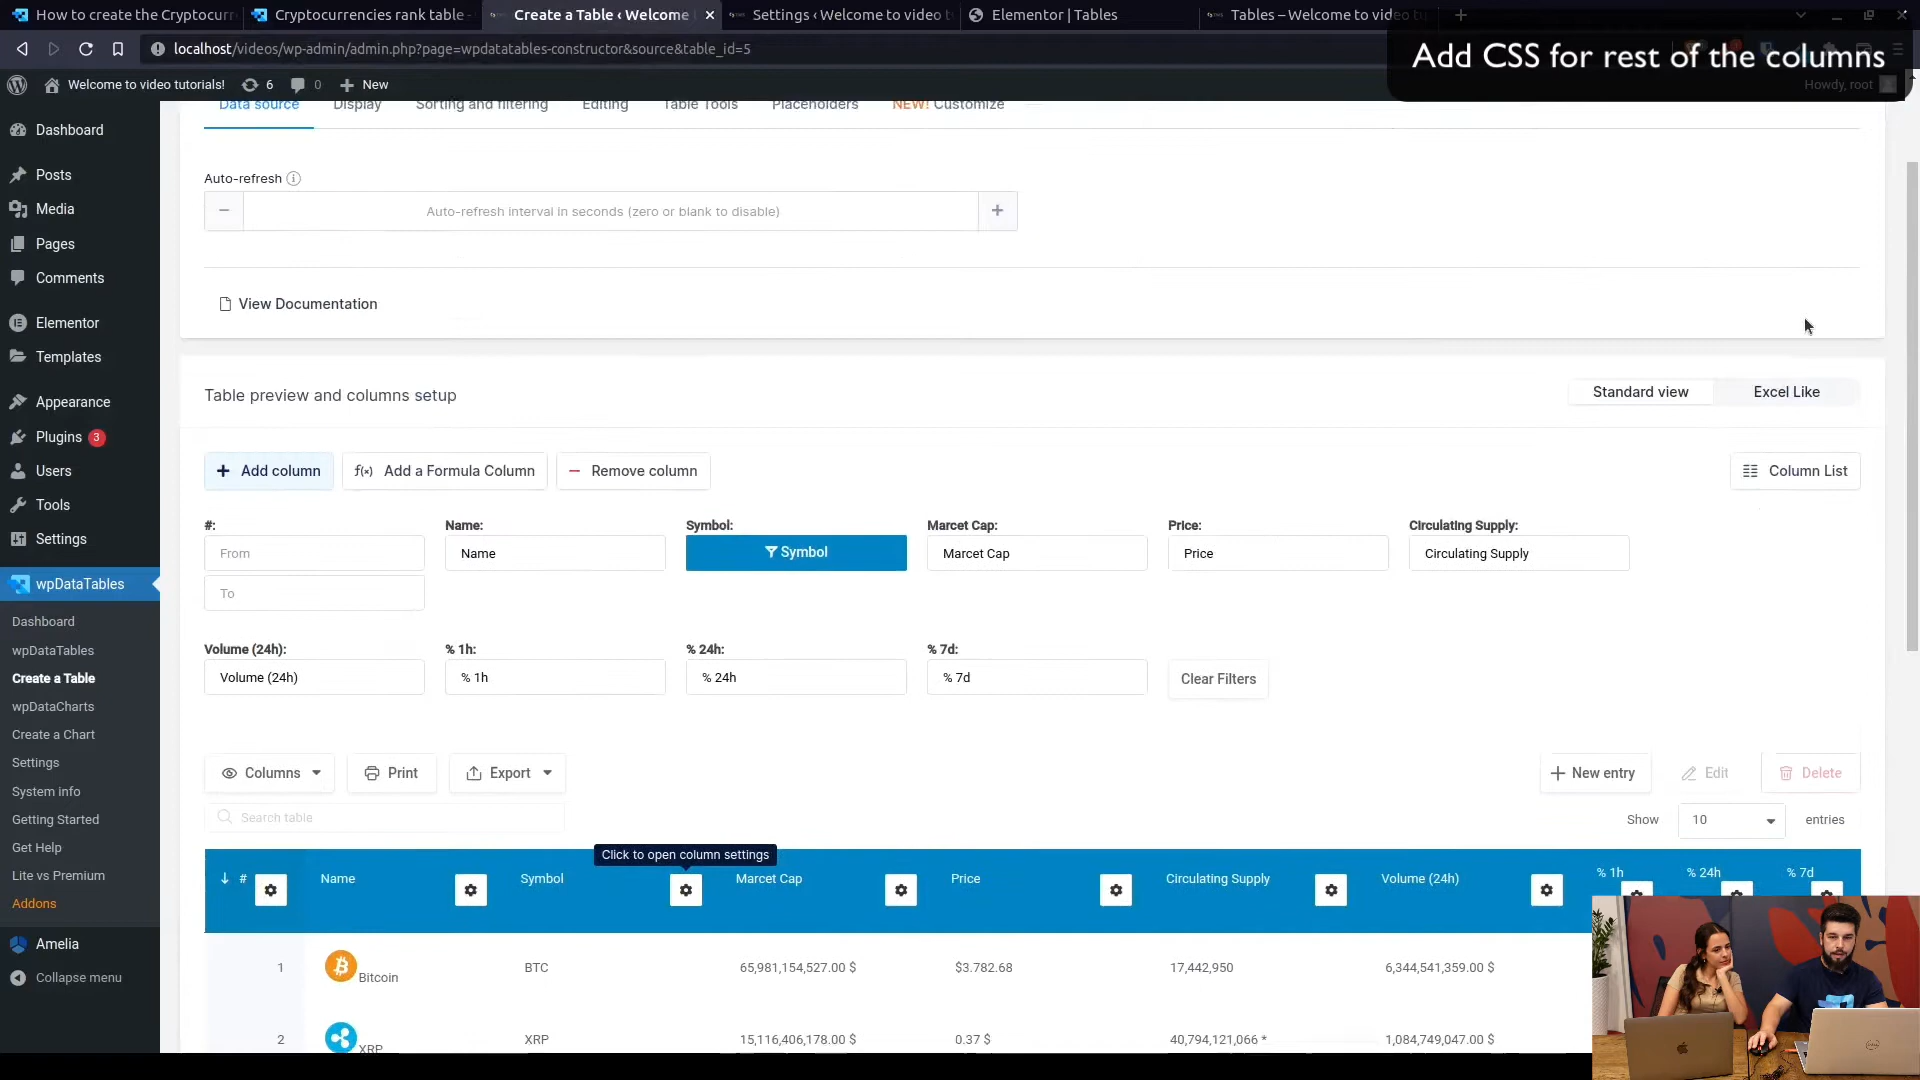 How to create the Cryptocurr
Cryptocurrencies rank table -
Create a Table ‹ Welcome
Settings ‹ Welcome to video t
Elementor | Tables
Tables – Welcome to video tu
localhost/videos/wp-admin/admin.php?page=wpdatatables-constructor&source&table_id=5
Add CSS for rest of the columns
Welcome to video tutorials!
6
0
New
Howdy, root
Dashboard
Posts
Media
Pages
Comments
Elementor
Templates
Appearance
Plugins 3
Users
Tools
Settings
wpDataTables
Dashboard
wpDataTables
Create a Table
wpDataCharts
Create a Chart
Settings
System info
Getting Started
Get Help
Lite vs Premium
Addons
Amelia
Collapse menu
Data source
Display
Sorting and filtering
Editing
Table Tools
Placeholders
NEW! Customize
Auto-refresh
Auto-refresh interval in seconds (zero or blank to disable)
View Documentation
Table preview and columns setup
Standard view
Excel Like
Add column
f(x) Add a Formula Column
Remove column
Column List
#:
Name:
Symbol:
Marcet Cap:
Price:
Circulating Supply:
From
Name
Symbol
Marcet Cap
Price
Circulating Supply
To
Volume (24h):
% 1h:
% 24h:
% 7d:
Volume (24h)
% 1h
% 24h
% 7d
Clear Filters
Columns
Print
Export
New entry
Edit
Delete
Search table
Show
10
entries
Click to open column settings
#
Name
Symbol
Marcet Cap
Price
Circulating Supply
Volume (24h)
% 1h
% 24h
% 7d
1
Bitcoin
BTC
65,981,154,527.00 $
$3.782.68
17,442,950
6,344,541,359.00 $
2
XRP
XRP
15,116,406,178.00 $
0.37 $
40,794,121,066 *
1,084,749,047.00 $